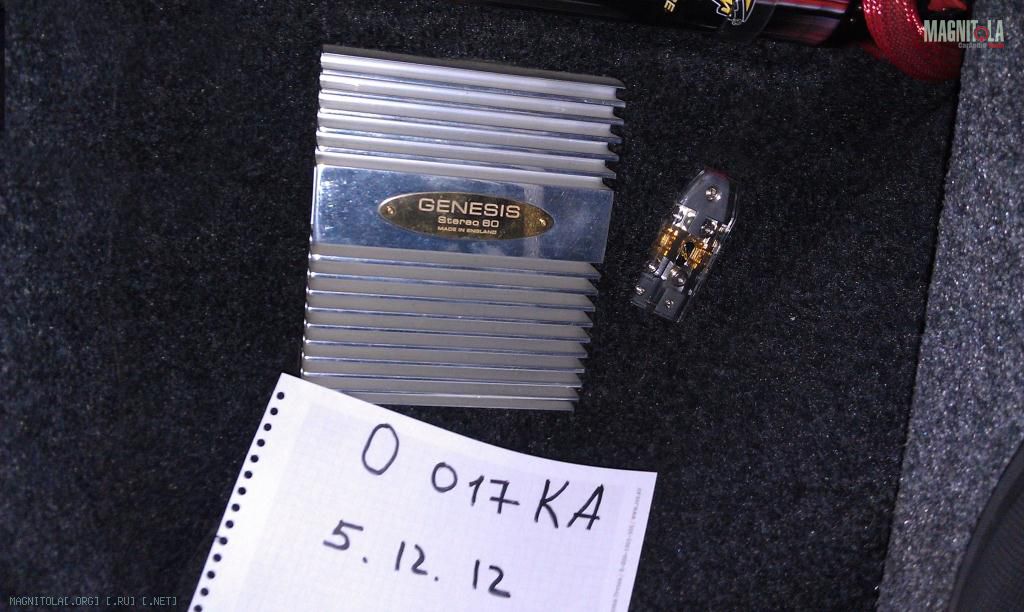 MAGNITOLA
GENESIS
Stereo 60
MADE IN ENGLAND
O 017 KA
5. 12. 12
MAGNITOLA[.ORG] [.RU] [.NET]